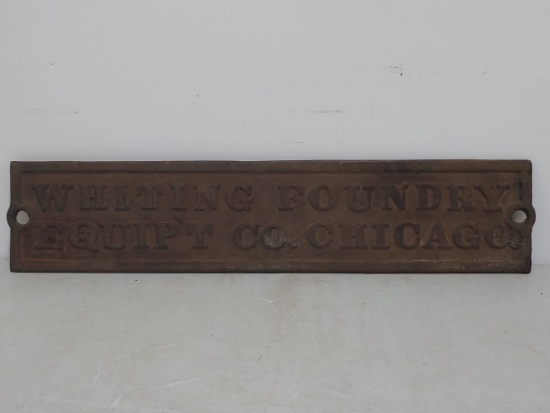 WHITING FOUNDRY
EQUIP'T CO. CHICAGO.